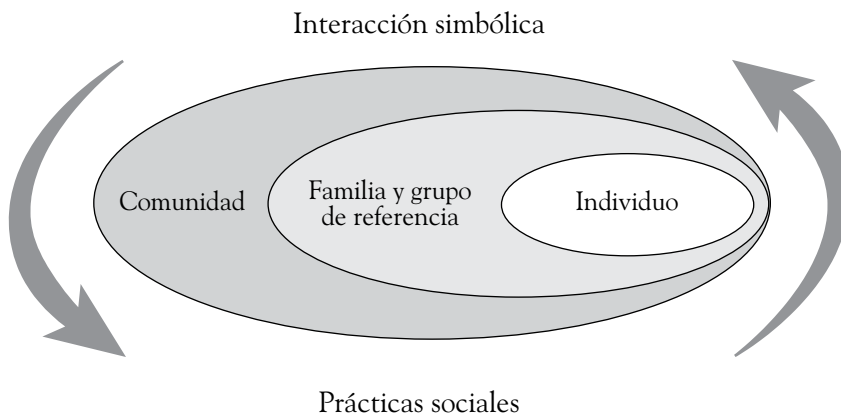 Interacción simbólica
Comunidad
Familia y grupo
de referencia
Individuo
Prácticas sociales